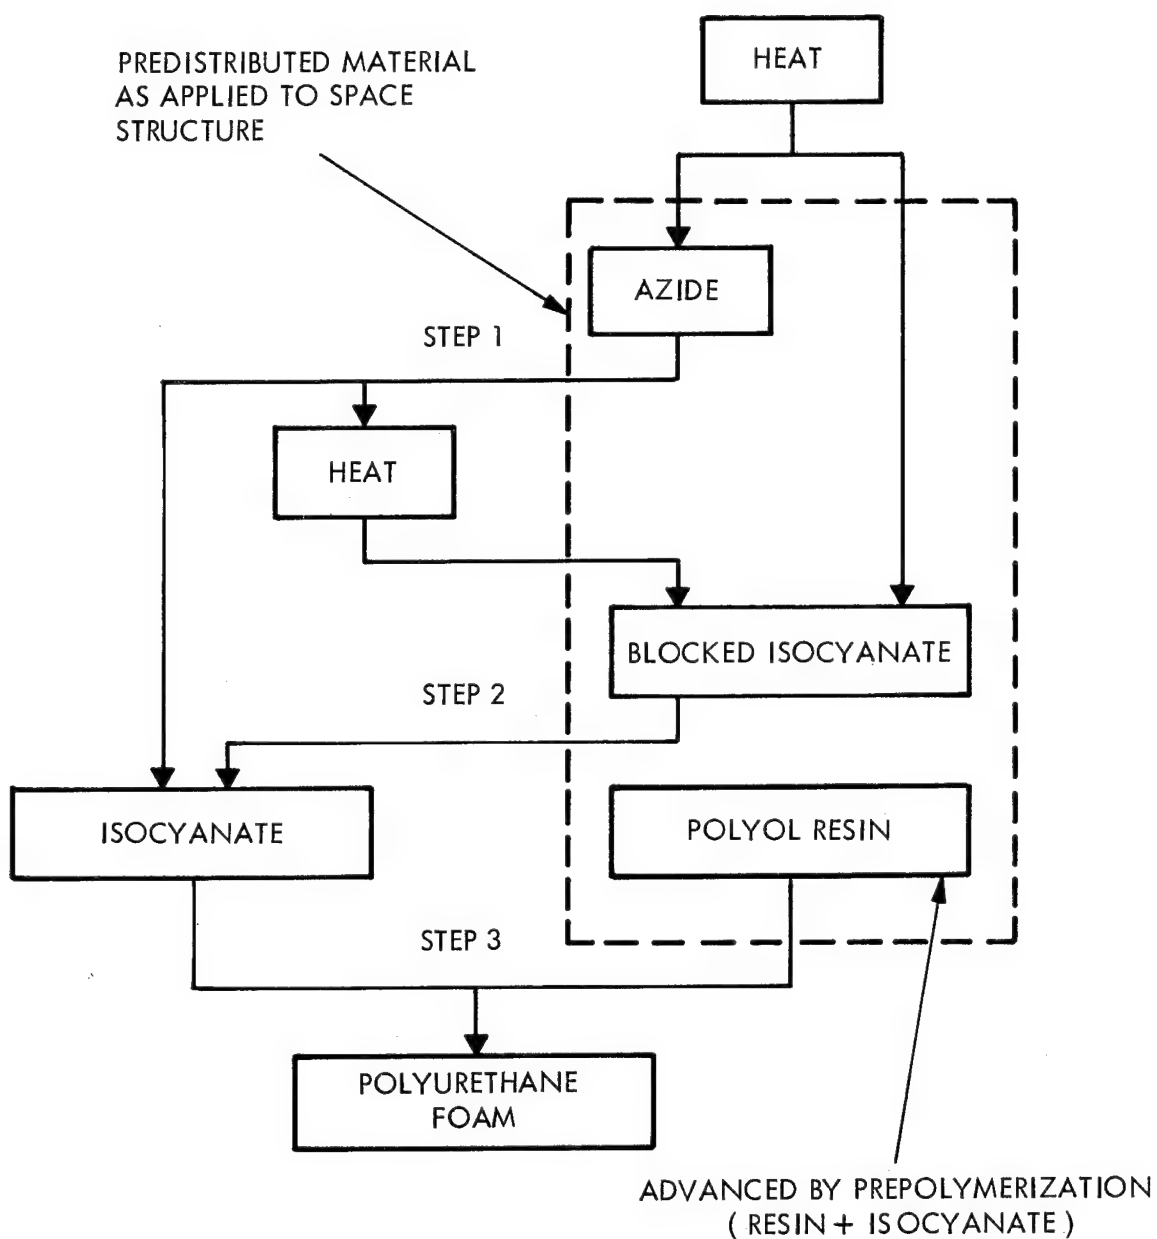 PREDISTRIBUTED MATERIAL
AS APPLIED TO SPACE
STRUCTURE
HEAT
AZIDE
STEP 1
HEAT
BLOCKED ISOCYANATE
STEP 2
ISOCYANATE
POLYOL RESIN
STEP 3
POLYURETHANE
FOAM
ADVANCED BY PREPOLYMERIZATION
( RESIN + ISOCYANATE )